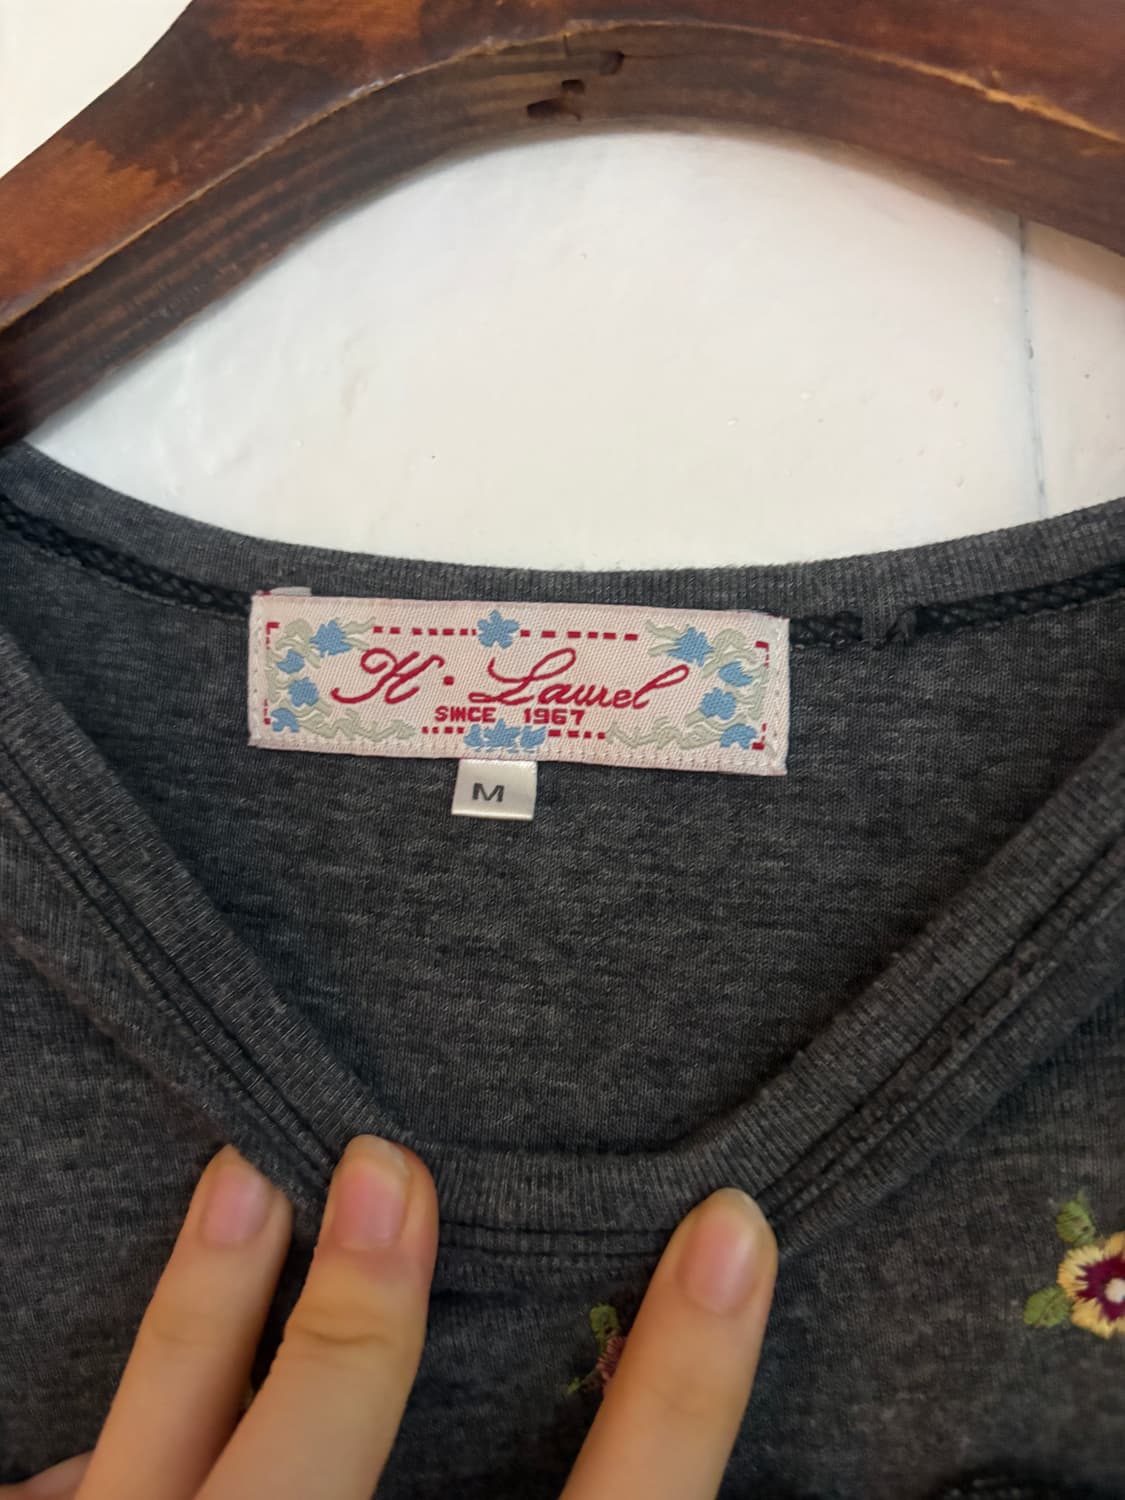 H. Laurel
SINCE 1967
M